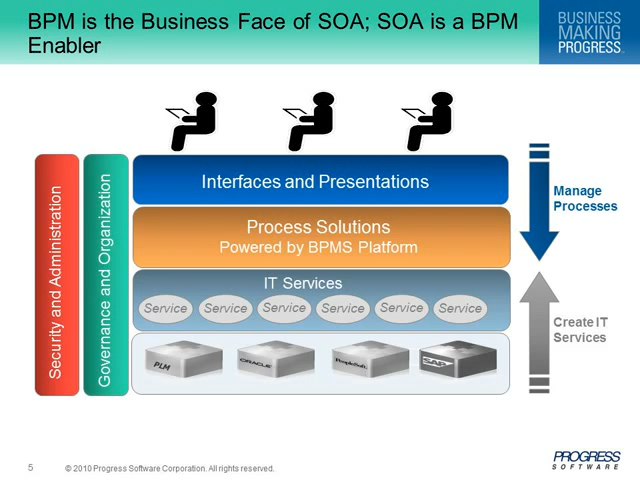 BPM is the Business Face of SOA; SOA is a BPM
Enabler
BUSINESS
MAKING
PROGRESS
Security and Administration
Governance and Organization
Interfaces and Presentations
Process Solutions
Powered by BPMS Platform
IT Services
Service Service Service Service Service Service
PLM ORACLE PeopleSoft SAP
Manage
Processes
Create IT
Services
5 © 2010 Progress Software Corporation. All rights reserved.
PROGRESS
SOFTWARE